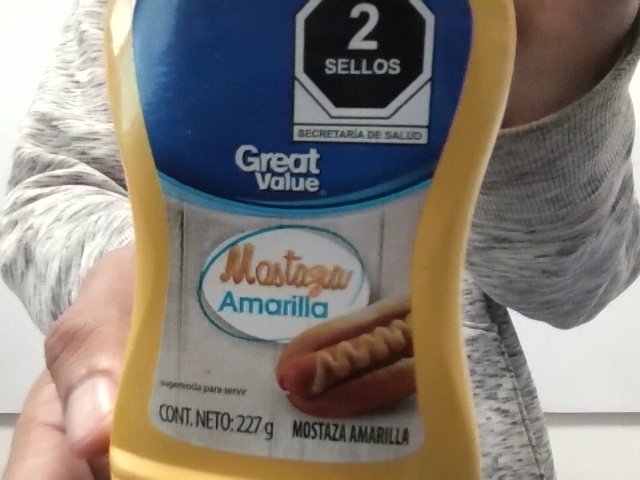 2
SELLOS
SECRETARÍA DE SALUD
Great
Value
Mostaza
Amarilla
sugerencia para servir
CONT. NETO: 227 g
MOSTAZA AMARILLA